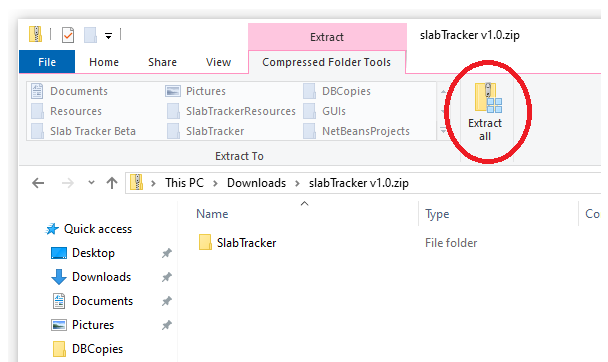 Extract slabTracker v1.0.zip
File Home Share View Compressed Folder Tools
Documents Pictures DBCopies
Resources SlabTrackerResources GUIs
Slab Tracker Beta SlabTracker NetBeansProjects
Extract
all
Extract To
This PC Downloads slabTracker v1.0.zip
Name Type Co
Quick access
SlabTracker File folder
Desktop
Downloads
Documents
Pictures
DBCopies